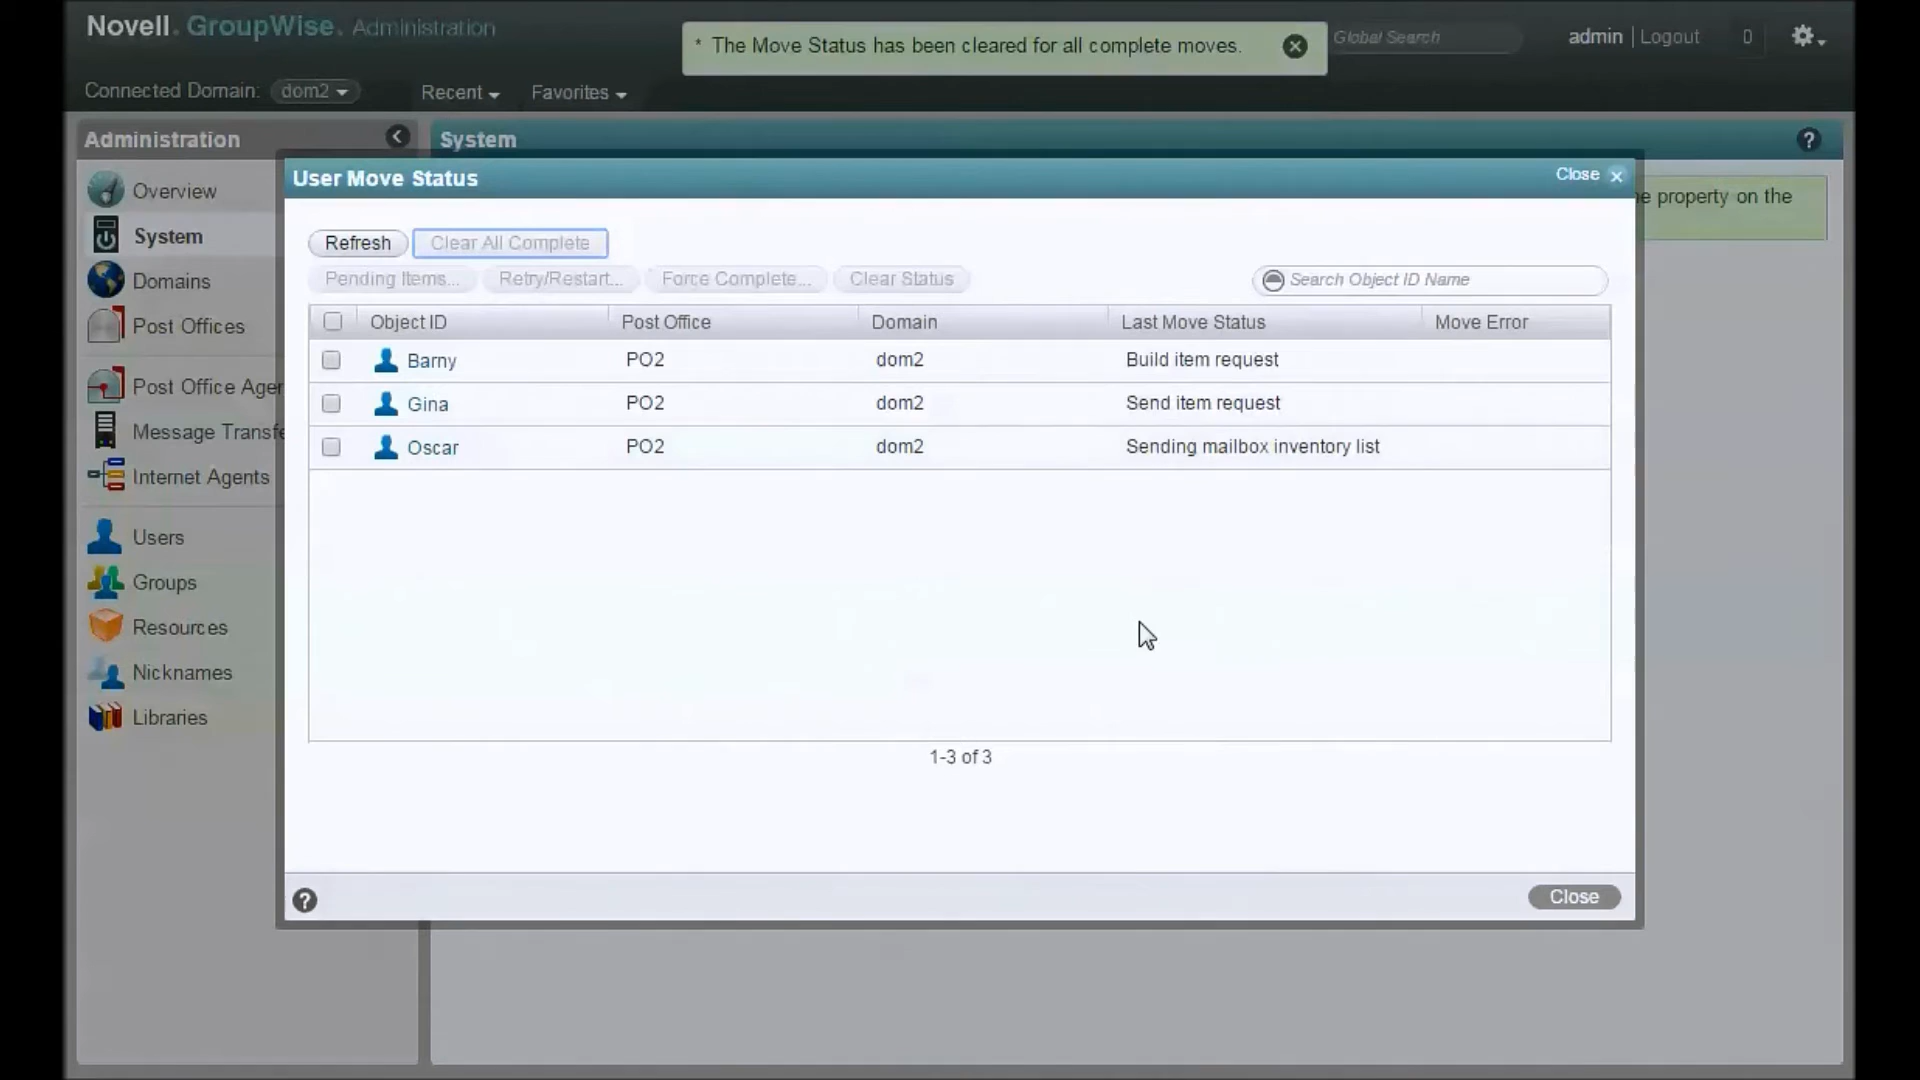 Novell. GroupWise. Administration
* The Move Status has been cleared for all complete moves.
Global Search
admin | Logout
0
Connected Domain: dom2
Recent
Favorites
Administration
System
?
Overview
System
Domains
Post Offices
Post Office Agen
Message Transfe
Internet Agents
Users
Groups
Resources
Nicknames
Libraries
e property on the
User Move Status
Close
Refresh
Clear All Complete
Pending Items...
Retry/Restart...
Force Complete...
Clear Status
Search Object ID Name
Object ID Post Office Domain Last Move Status Move Error
Barny PO2 dom2 Build item request
Gina PO2 dom2 Send item request
Oscar PO2 dom2 Sending mailbox inventory list
1-3 of 3
?
Close